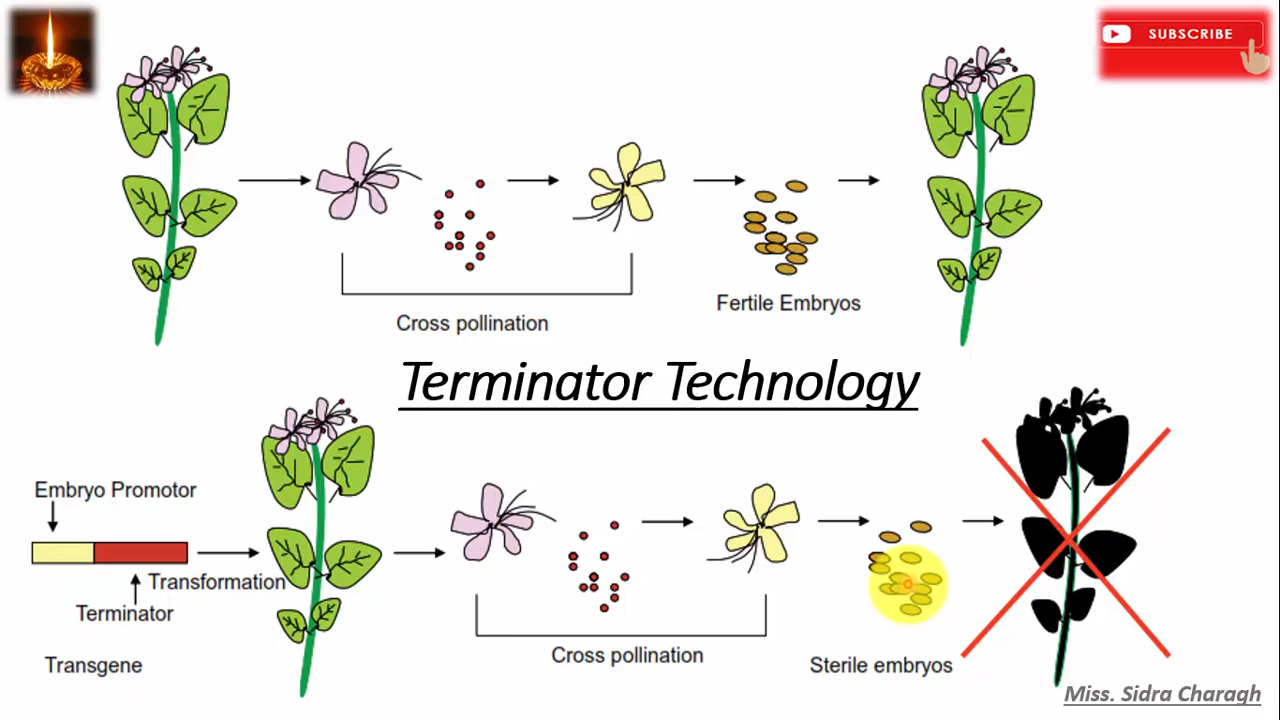 SUBSCRIBE
Fertile Embryos
Cross pollination
Terminator Technology
Embryo Promotor
Transformation
Terminator
Transgene
Cross pollination
Sterile embryos
Miss. Sidra Charagh